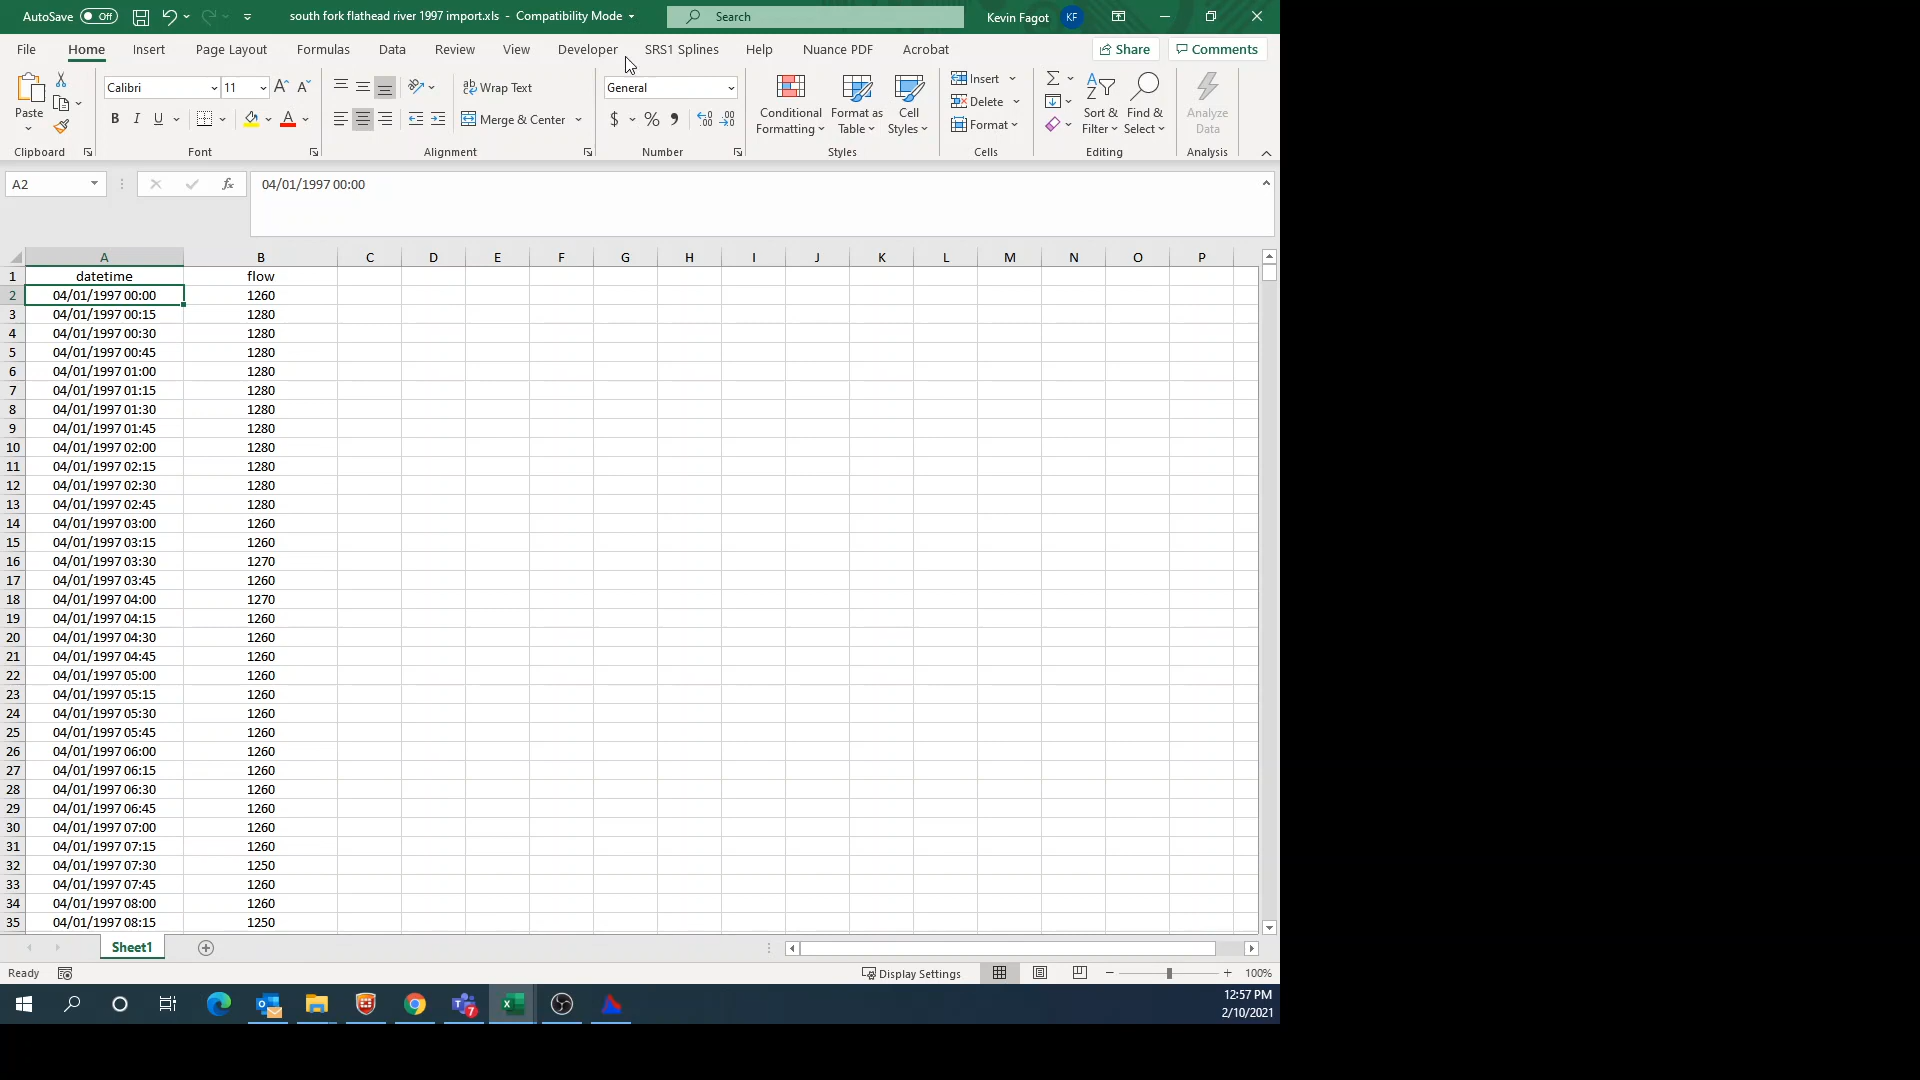 AutoSave Off south fork flathead river 1997 import.xls - Compatibility Mode Search Kevin Fagot KF
File Home Insert Page Layout Formulas Data Review View Developer SRS1 Splines Help Nuance PDF Acrobat Share Comments
Calibri 11 Wrap Text General Insert
Paste B I U Merge & Center $ % Conditional Formatting Format as Table Cell Styles Delete Format Sort & Filter Find & Select Analyze Data
Clipboard Font Alignment Number Styles Cells Editing Analysis
A2 fx 04/01/1997 00:00
A B C D E F G H I J K L M N O P
1 datetime flow
2 04/01/1997 00:00 1260
3 04/01/1997 00:15 1280
4 04/01/1997 00:30 1280
5 04/01/1997 00:45 1280
6 04/01/1997 01:00 1280
7 04/01/1997 01:15 1280
8 04/01/1997 01:30 1280
9 04/01/1997 01:45 1280
10 04/01/1997 02:00 1280
11 04/01/1997 02:15 1280
12 04/01/1997 02:30 1280
13 04/01/1997 02:45 1280
14 04/01/1997 03:00 1260
15 04/01/1997 03:15 1260
16 04/01/1997 03:30 1270
17 04/01/1997 03:45 1260
18 04/01/1997 04:00 1270
19 04/01/1997 04:15 1260
20 04/01/1997 04:30 1260
21 04/01/1997 04:45 1260
22 04/01/1997 05:00 1260
23 04/01/1997 05:15 1260
24 04/01/1997 05:30 1260
25 04/01/1997 05:45 1260
26 04/01/1997 06:00 1260
27 04/01/1997 06:15 1260
28 04/01/1997 06:30 1260
29 04/01/1997 06:45 1260
30 04/01/1997 07:00 1260
31 04/01/1997 07:15 1260
32 04/01/1997 07:30 1250
33 04/01/1997 07:45 1260
34 04/01/1997 08:00 1260
35 04/01/1997 08:15 1250
Sheet1
Ready Display Settings 100%
12:57 PM
2/10/2021